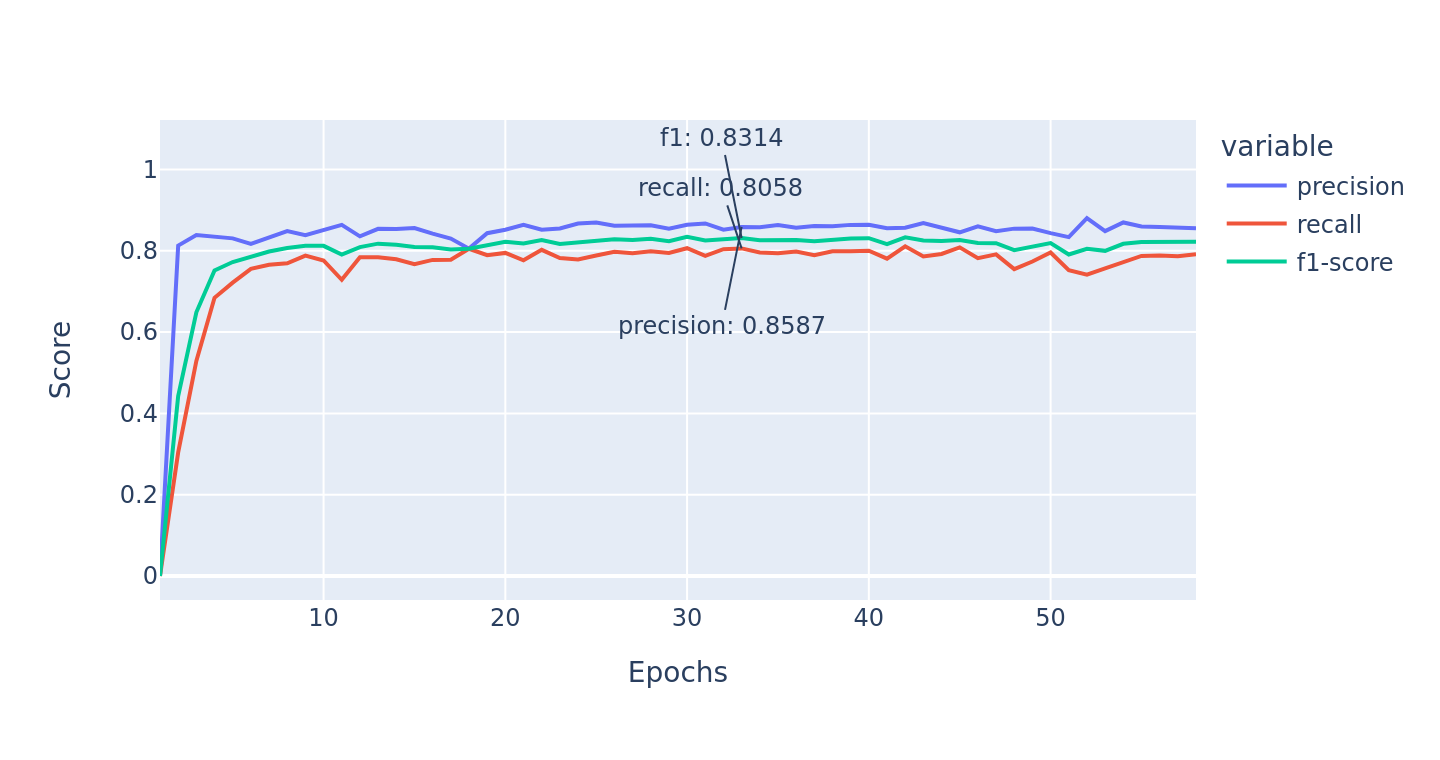 f1: 0.8314
recall: 0.8058
precision: 0.8587
1
0.8
0.6
0.4
0.2
0
Score
10 20 30 40 50
Epochs
variable
precision
recall
f1-score